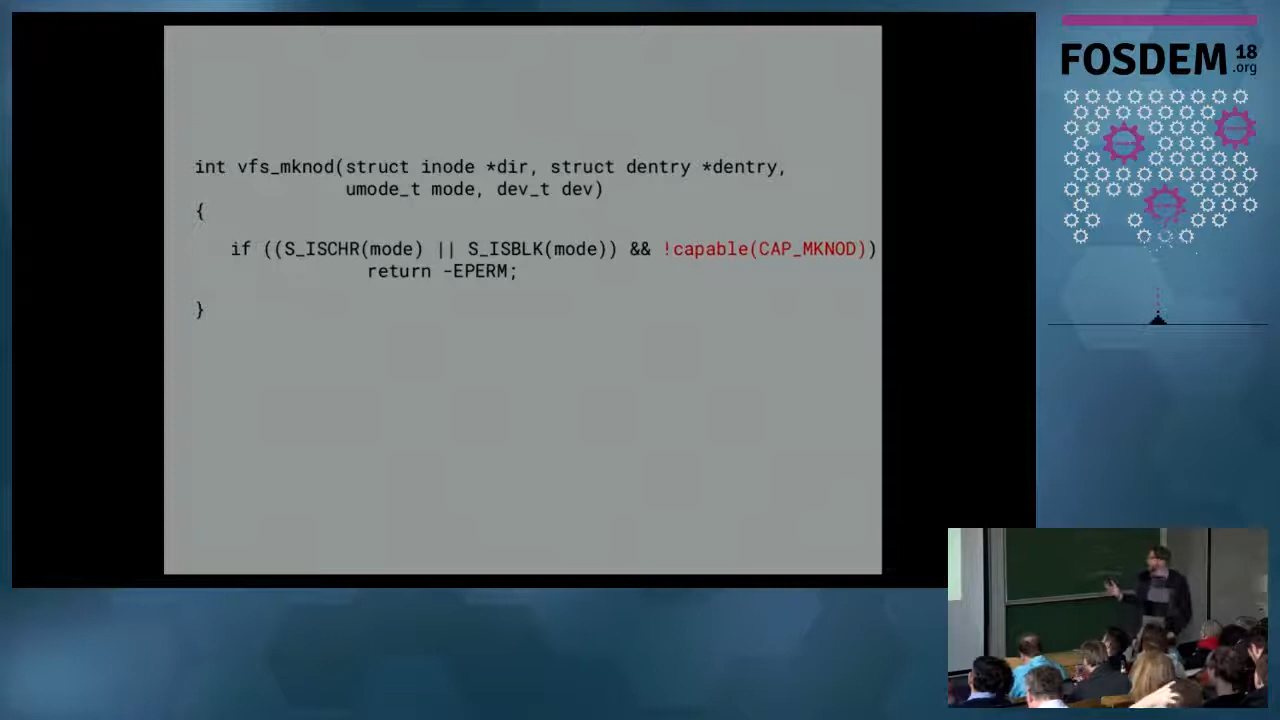 int vfs_mknod(struct inode *dir, struct dentry *dentry,
umode_t mode, dev_t dev)
{
if ((S_ISCHR(mode) || S_ISBLK(mode)) && !capable(CAP_MKNOD))
return -EPERM;
}
FOSDEM 18
.org